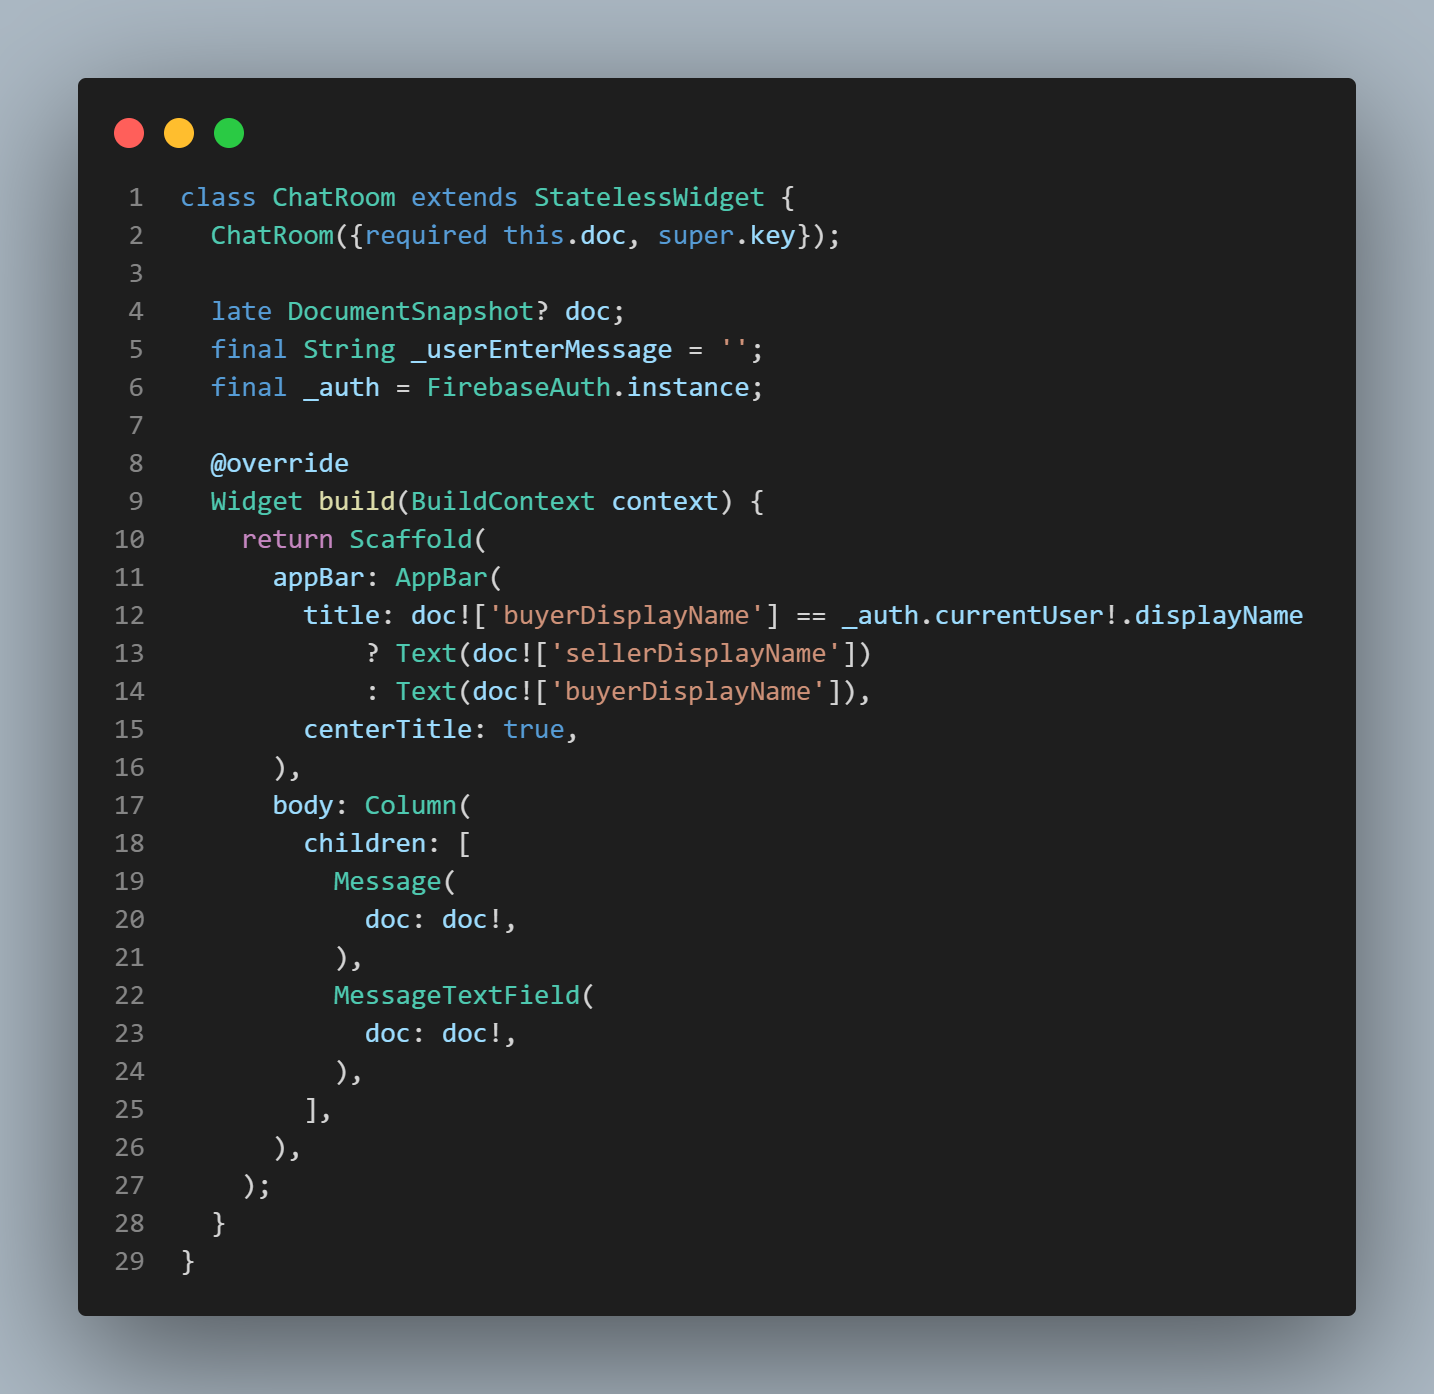 1 class ChatRoom extends StatelessWidget {
2   ChatRoom({required this.doc, super.key});
3
4   late DocumentSnapshot? doc;
5   final String _userEnterMessage = '';
6   final _auth = FirebaseAuth.instance;
7
8   @override
9   Widget build(BuildContext context) {
10     return Scaffold(
11       appBar: AppBar(
12         title: doc!['buyerDisplayName'] == _auth.currentUser!.displayName
13             ? Text(doc!['sellerDisplayName'])
14             : Text(doc!['buyerDisplayName']),
15         centerTitle: true,
16       ),
17       body: Column(
18         children: [
19           Message(
20             doc: doc!,
21           ),
22           MessageTextField(
23             doc: doc!,
24           ),
25         ],
26       ),
27     );
28   }
29 }